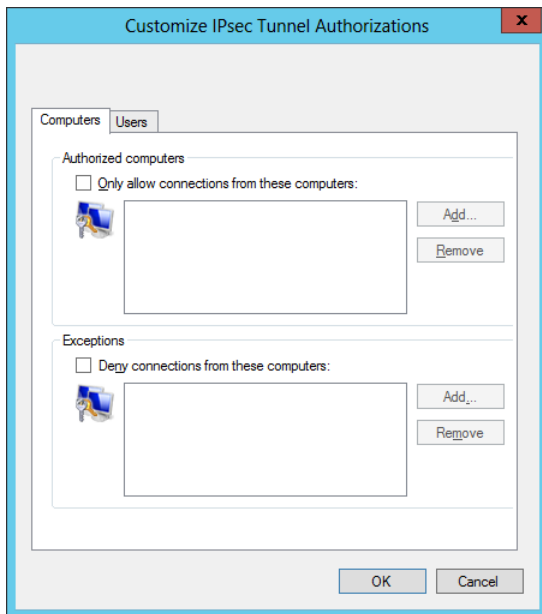 Customize IPsec Tunnel Authorizations
x
Computers
Users
Authorized computers
Only allow connections from these computers:
Add...
Remove
Exceptions
Deny connections from these computers:
Add...
Remove
OK
Cancel